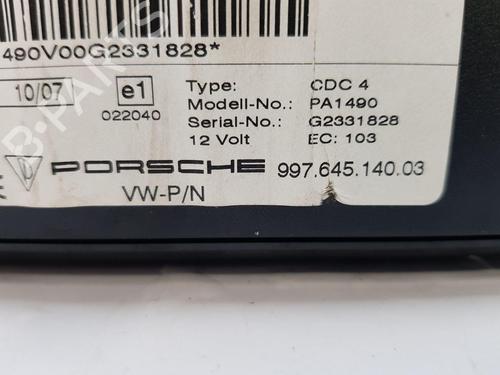 490V00G2331828*
10/07 e1 Type: CDC 4
022040 Modell-No.: PA1490
Serial-No.: G2331828
12 Volt EC: 103
PORSCHE 997.645.140.03
VW-P/N
B-PARTS